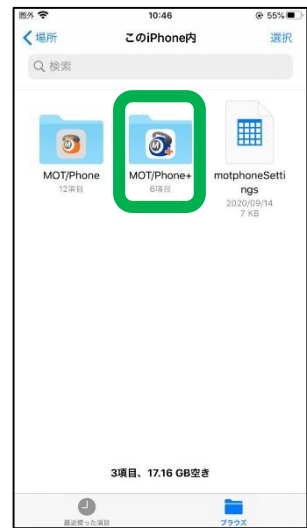 圏外 10:46 55%
場所 このiPhone内 選択
検索
MOT/Phone MOT/Phone+ motphoneSetti
12項目 6項目 ngs
2020/09/14
7 KB
3項目、17.16 GB空き
最近使った項目 ブラウズ